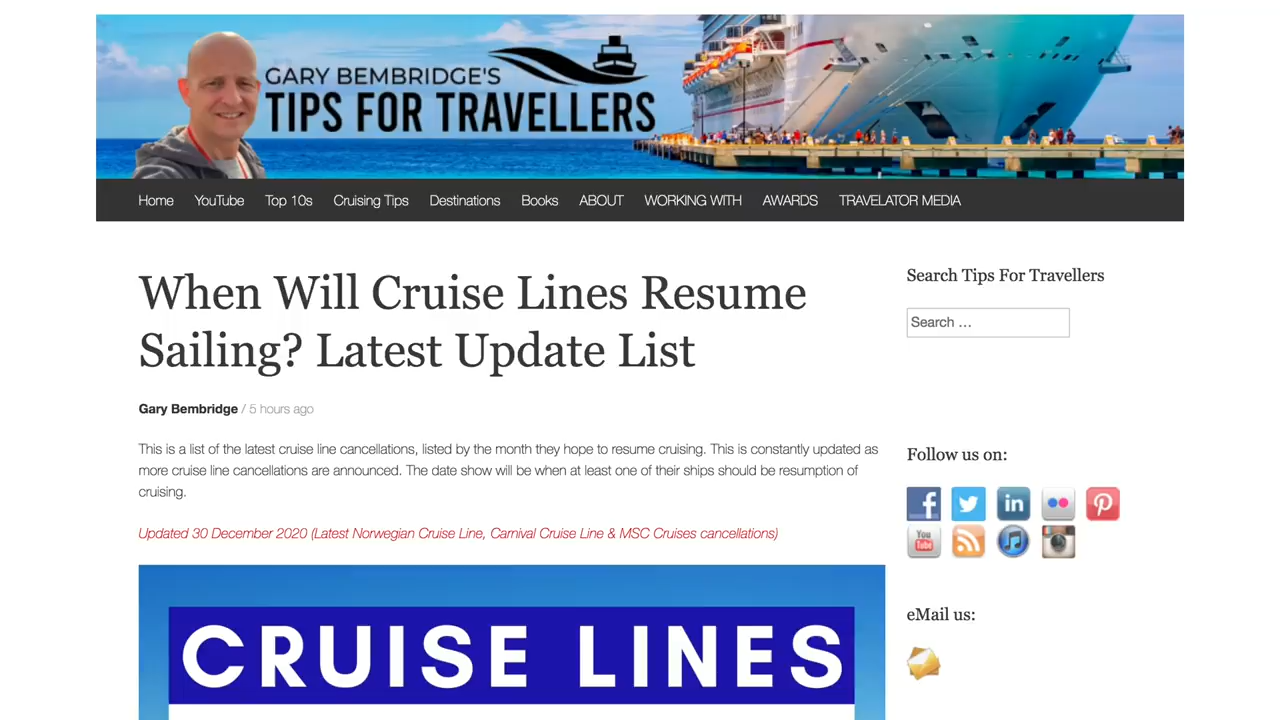 GARY BEMBRIDGE'S
TIPS FOR TRAVELLERS
Home YouTube Top 10s Cruising Tips Destinations Books ABOUT WORKING WITH AWARDS TRAVELATOR MEDIA
When Will Cruise Lines Resume
Sailing? Latest Update List
Gary Bembridge / 5 hours ago
This is a list of the latest cruise line cancellations, listed by the month they hope to resume cruising. This is constantly updated as
more cruise line cancellations are announced. The date show will be when at least one of their ships should be resumption of
cruising.
Updated 30 December 2020 (Latest Norwegian Cruise Line, Carnival Cruise Line & MSC Cruises cancellations)
CRUISE LINES
Search Tips For Travellers
Search …
Follow us on:
f
in
You
Tube
eMail us: